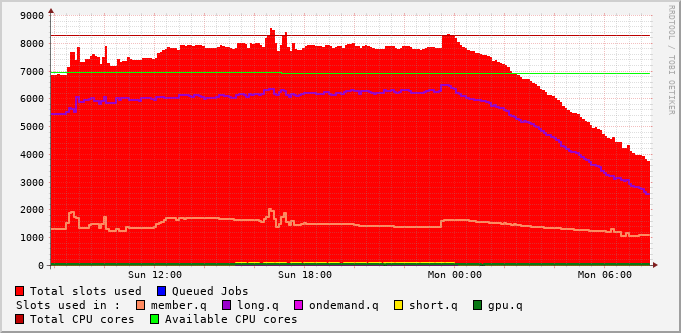 9000
8000
7000
6000
5000
4000
3000
2000
1000
0
Sun 12:00 Sun 18:00 Mon 00:00 Mon 06:00
RRDTOOL / TOBI OETIKER
Total slots used Queued Jobs
Slots used in : member.q long.q ondemand.q short.q gpu.q
Total CPU cores Available CPU cores